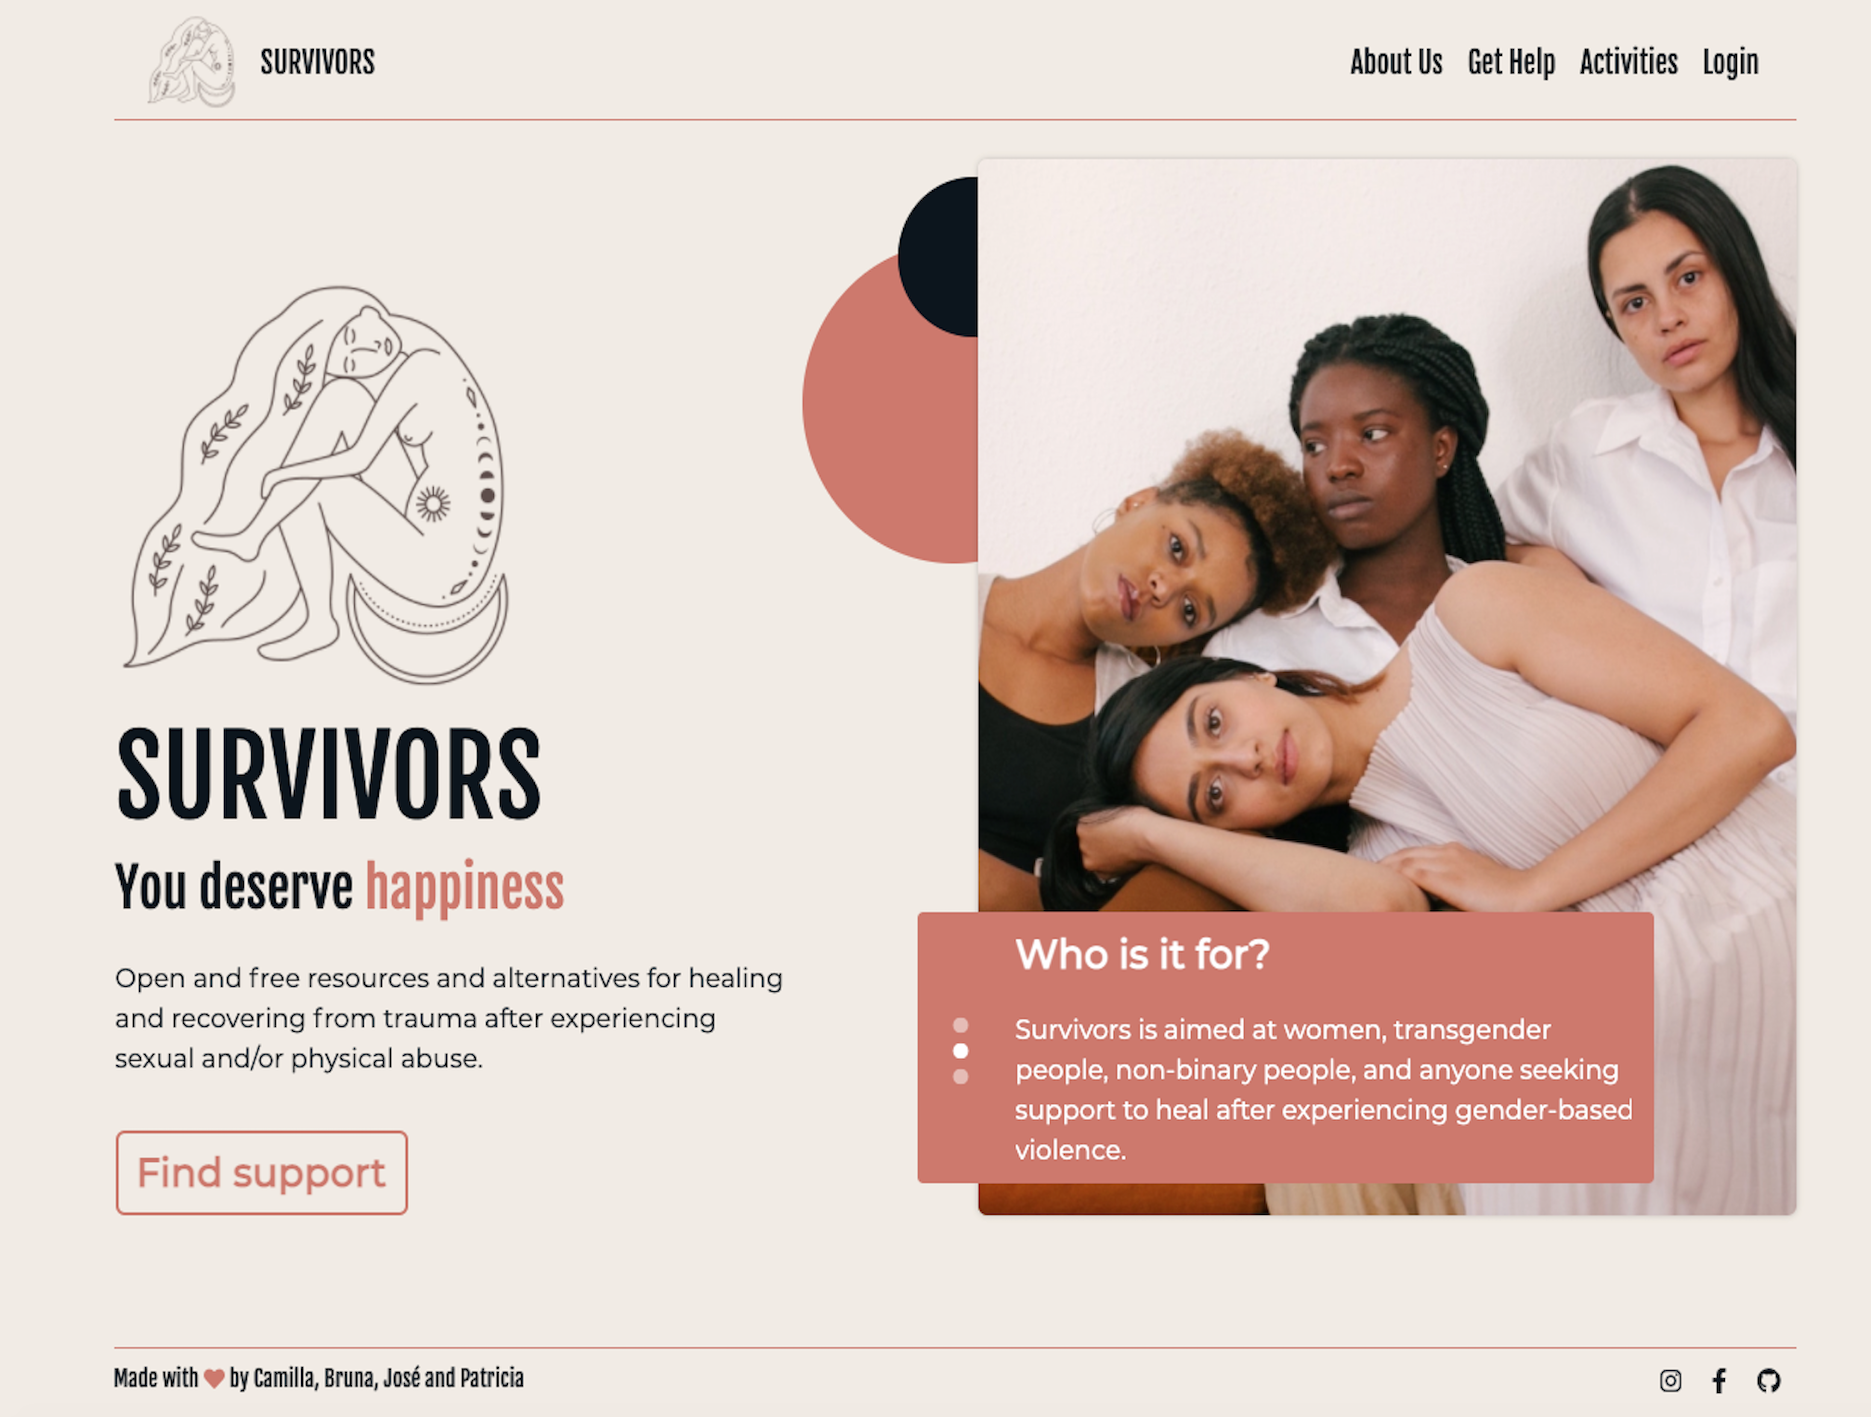 SURVIVORS
About Us Get Help Activities Login
SURVIVORS
You deserve happiness
Open and free resources and alternatives for healing
and recovering from trauma after experiencing
sexual and/or physical abuse.
Find support
Who is it for?
Survivors is aimed at women, transgender
people, non-binary people, and anyone seeking
support to heal after experiencing gender-based
violence.
Made with ❤ by Camilla, Bruna, José and Patricia